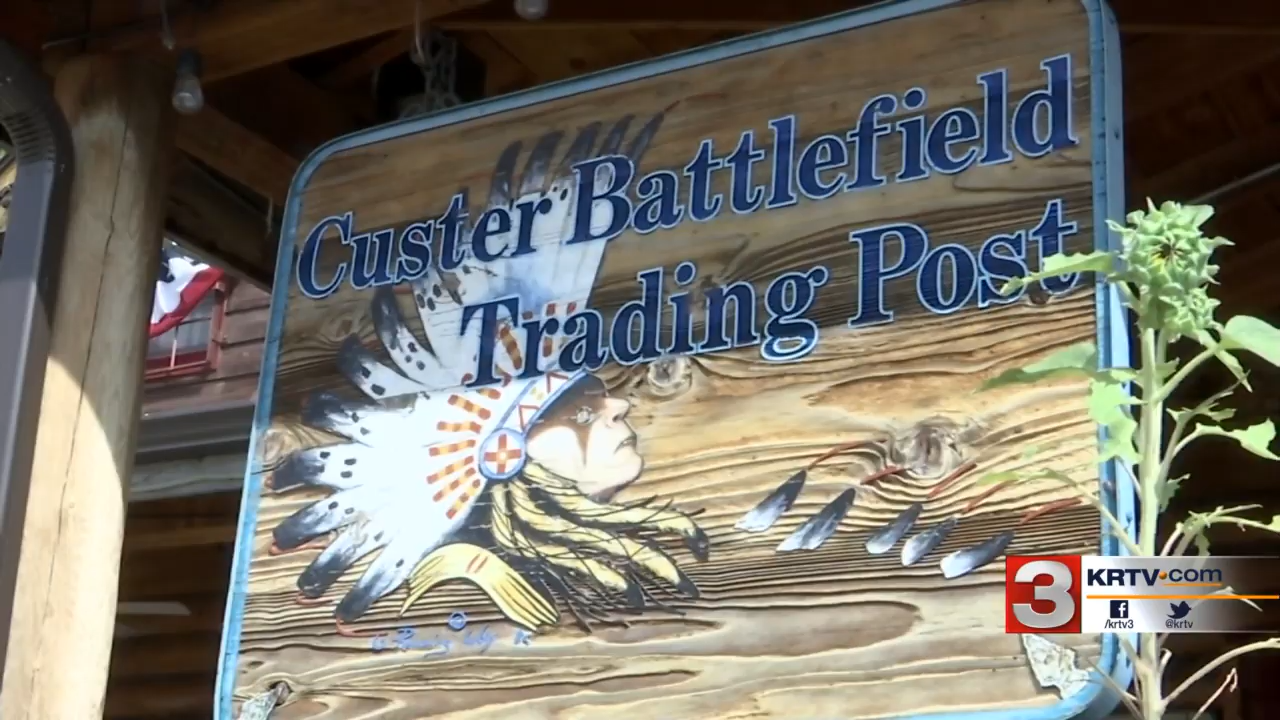 Custer Battlefield
Trading Post
3
KRTV.com
/krtv3
@krtv